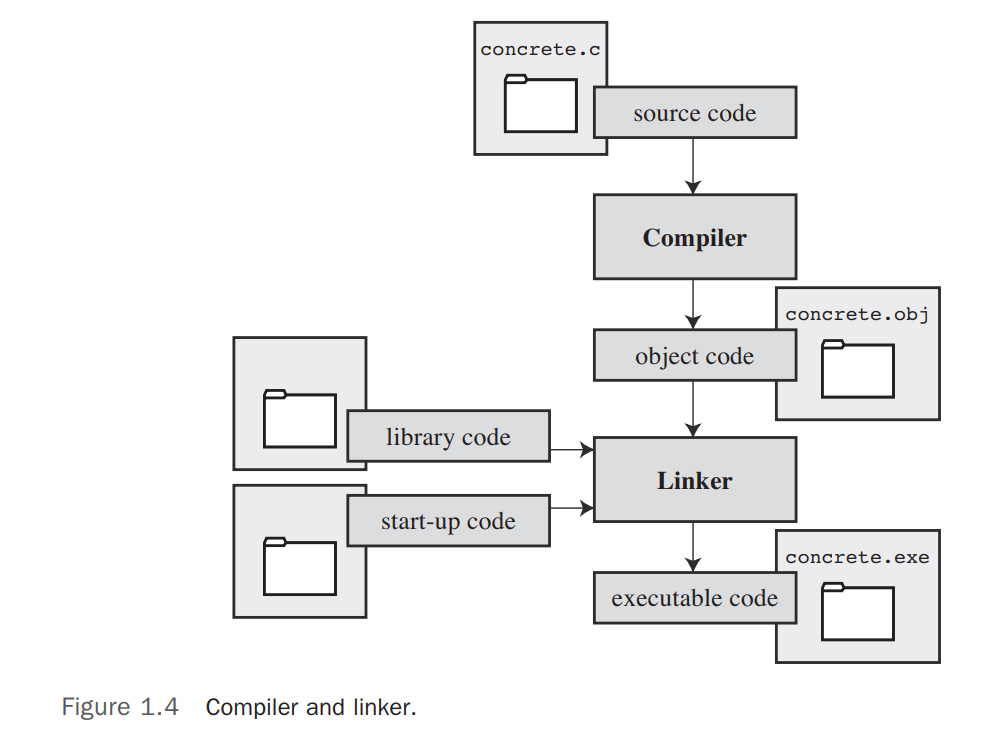 concrete.c
source code
Compiler
concrete.obj
object code
library code
Linker
start-up code
concrete.exe
executable code
Figure 1.4 Compiler and linker.